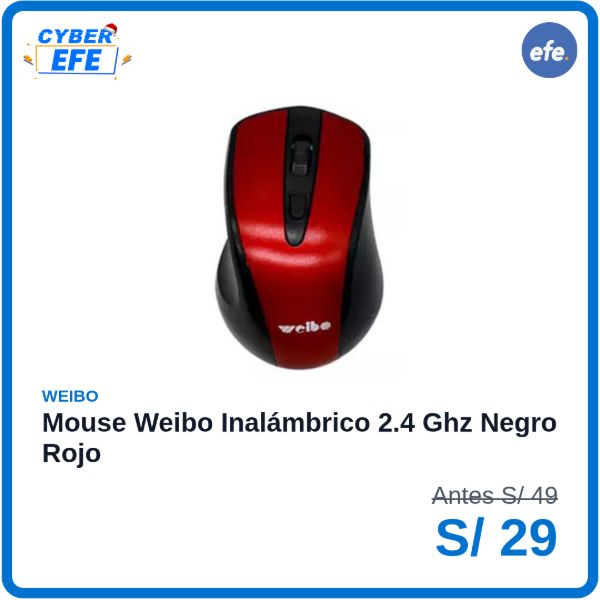 CYBER
EFE
efe.
weibo
WEIBO
Mouse Weibo Inalámbrico 2.4 Ghz Negro
Rojo
Antes S/ 49
S/ 29